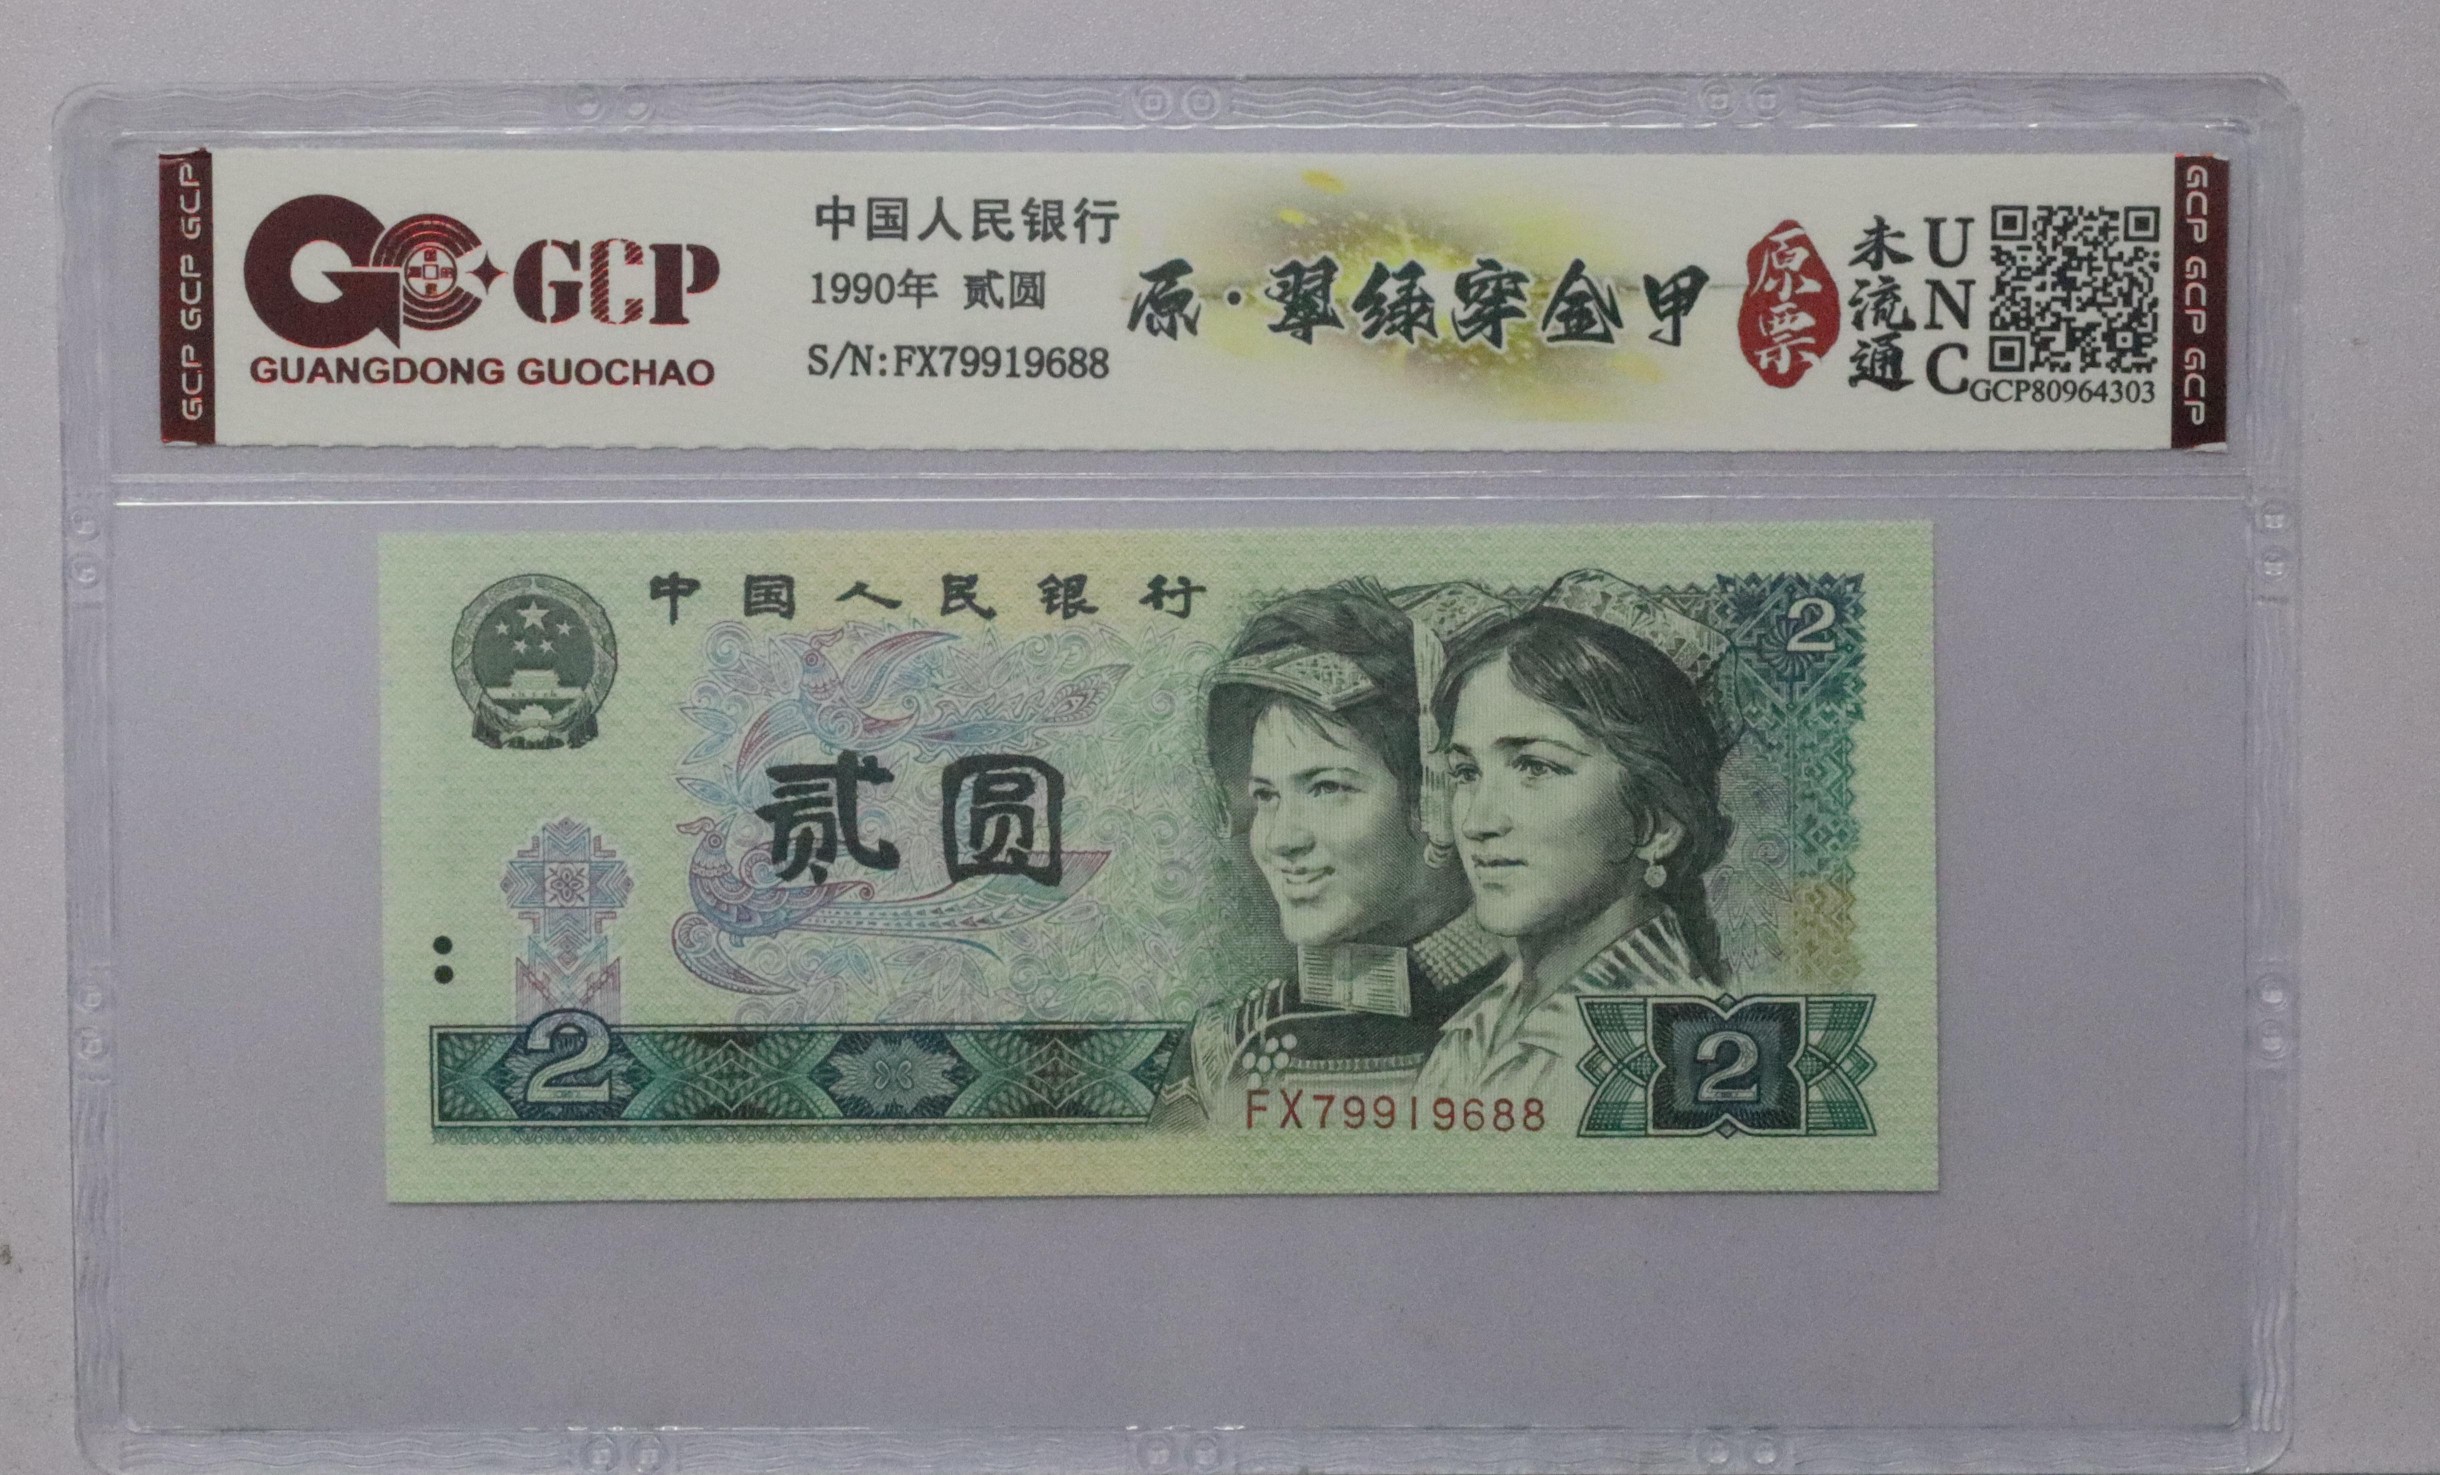 GCP GCP GCP
GCP
GUANGDONG GUOCHAO
中国人民银行
1990年 贰圆
S/N:FX79919688
原·翠绿穿金甲
原票
未流通
UNC
GCP80964303
GCP GCP GCP
中国人民银行
2
贰圆
2
FX79919688
2